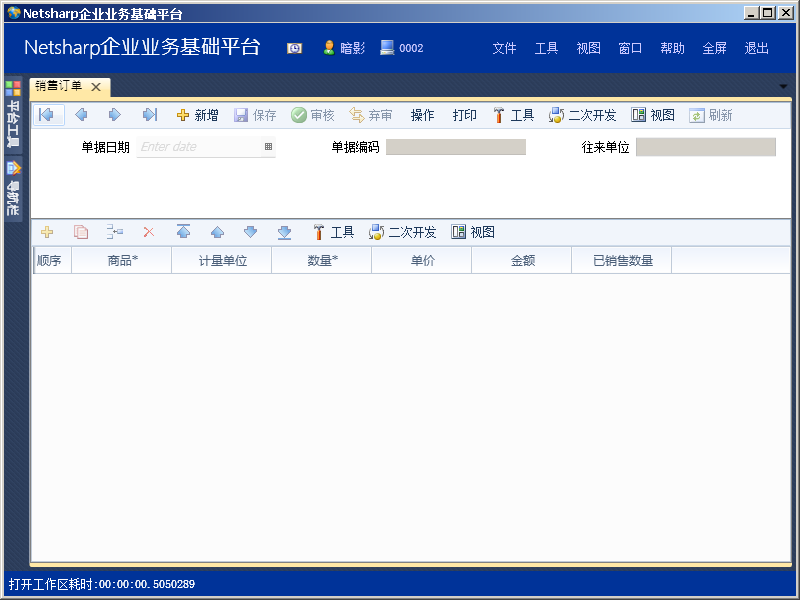 Netsharp企业业务基础平台
Netsharp企业业务基础平台 暗影 0002 文件 工具 视图 窗口 帮助 全屏 退出
平台工具
导航栏
销售订单
新增 保存 审核 弃审 操作 打印 工具 二次开发 视图 刷新
单据日期 Enter date 单据编码 往来单位
工具 二次开发 视图
顺序 商品* 计量单位 数量* 单价 金额 已销售数量
打开工作区耗时:00:00:00.5050289